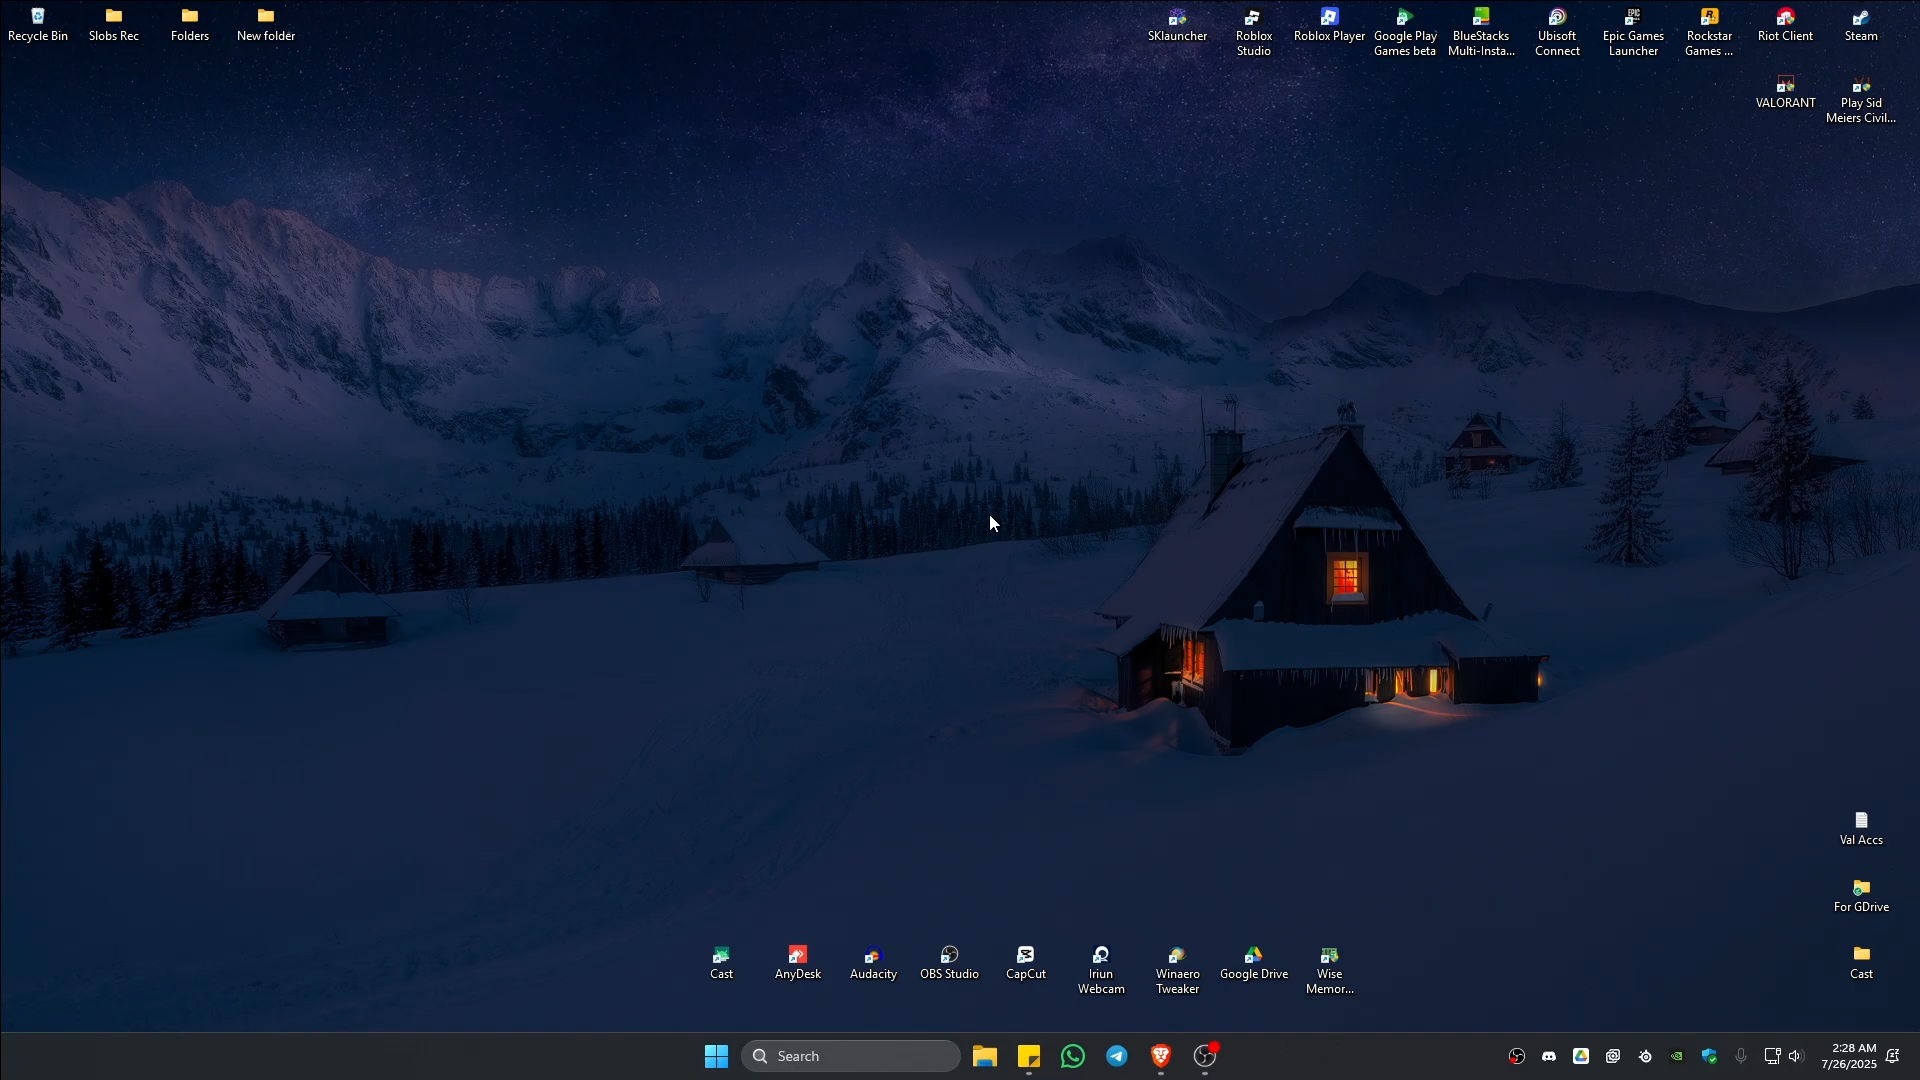 Recycle Bin
Slobs Rec
Folders
New folder
SKlauncher
Roblox
Studio
Roblox Player
Google Play
Games beta
BlueStacks
Multi-Insta...
Ubisoft
Connect
Epic Games
Launcher
Rockstar
Games ...
Riot Client
Steam
VALORANT
Play Sid
Meiers Civil...
Val Accs
For GDrive
Cast
AnyDesk
Audacity
OBS Studio
CapCut
Iriun
Webcam
Winaero
Tweaker
Google Drive
Wise
Memor...
Cast
Search
2:28 AM
7/26/2025